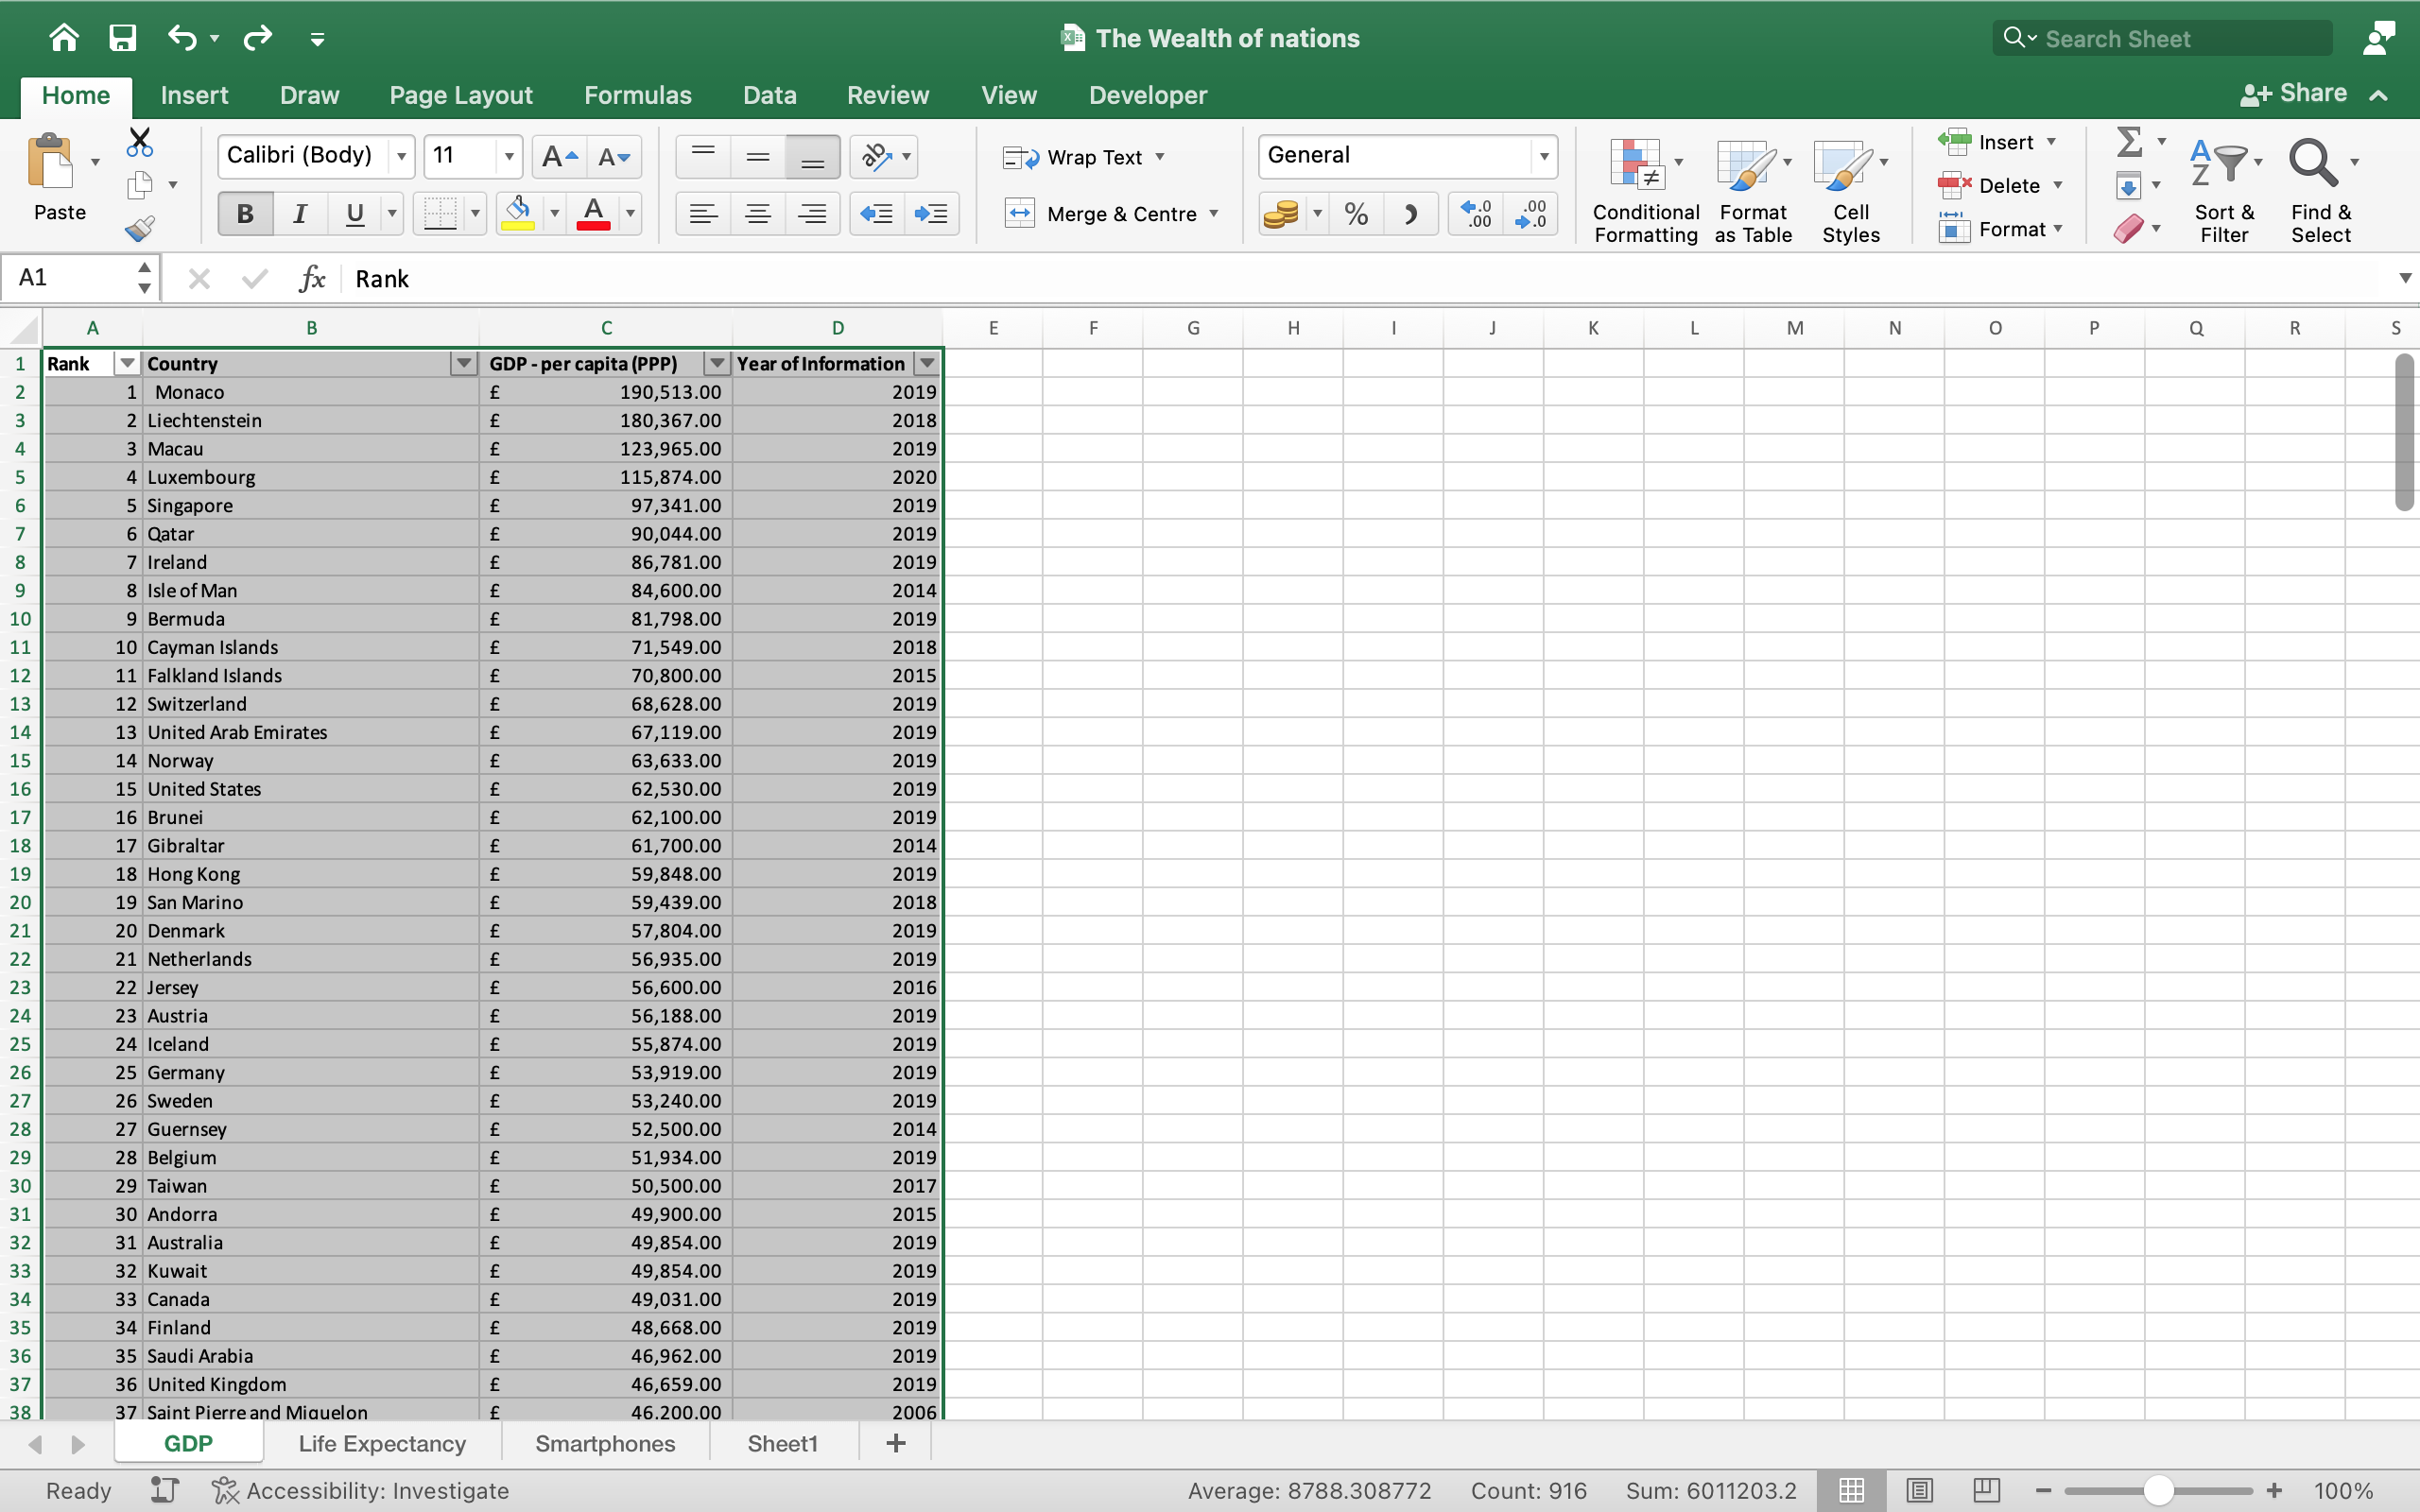 The Wealth of nations
Search Sheet
Home Insert Draw Page Layout Formulas Data Review View Developer
Share
Paste
Calibri (Body) 11
Wrap Text
General
Conditional Formatting
Format as Table
Cell Styles
Insert
Delete
Format
Sort & Filter
Find & Select
B I U
Merge & Centre
A1 fx Rank
A B C D E F G H I J K L M N O P Q R S
1 Rank Country GDP - per capita (PPP) Year of Information
2 1 Monaco £ 190,513.00 2019
3 2 Liechtenstein £ 180,367.00 2018
4 3 Macau £ 123,965.00 2019
5 4 Luxembourg £ 115,874.00 2020
6 5 Singapore £ 97,341.00 2019
7 6 Qatar £ 90,044.00 2019
8 7 Ireland £ 86,781.00 2019
9 8 Isle of Man £ 84,600.00 2014
10 9 Bermuda £ 81,798.00 2019
11 10 Cayman Islands £ 71,549.00 2018
12 11 Falkland Islands £ 70,800.00 2015
13 12 Switzerland £ 68,628.00 2019
14 13 United Arab Emirates £ 67,119.00 2019
15 14 Norway £ 63,633.00 2019
16 15 United States £ 62,530.00 2019
17 16 Brunei £ 62,100.00 2019
18 17 Gibraltar £ 61,700.00 2014
19 18 Hong Kong £ 59,848.00 2019
20 19 San Marino £ 59,439.00 2018
21 20 Denmark £ 57,804.00 2019
22 21 Netherlands £ 56,935.00 2019
23 22 Jersey £ 56,600.00 2016
24 23 Austria £ 56,188.00 2019
25 24 Iceland £ 55,874.00 2019
26 25 Germany £ 53,919.00 2019
27 26 Sweden £ 53,240.00 2019
28 27 Guernsey £ 52,500.00 2014
29 28 Belgium £ 51,934.00 2019
30 29 Taiwan £ 50,500.00 2017
31 30 Andorra £ 49,900.00 2015
32 31 Australia £ 49,854.00 2019
33 32 Kuwait £ 49,854.00 2019
34 33 Canada £ 49,031.00 2019
35 34 Finland £ 48,668.00 2019
36 35 Saudi Arabia £ 46,962.00 2019
37 36 United Kingdom £ 46,659.00 2019
38 37 Saint Pierre and Miquelon £ 46,200.00 2006
GDP Life Expectancy Smartphones Sheet1
Ready Accessibility: Investigate Average: 8788.308772 Count: 916 Sum: 6011203.2 100%